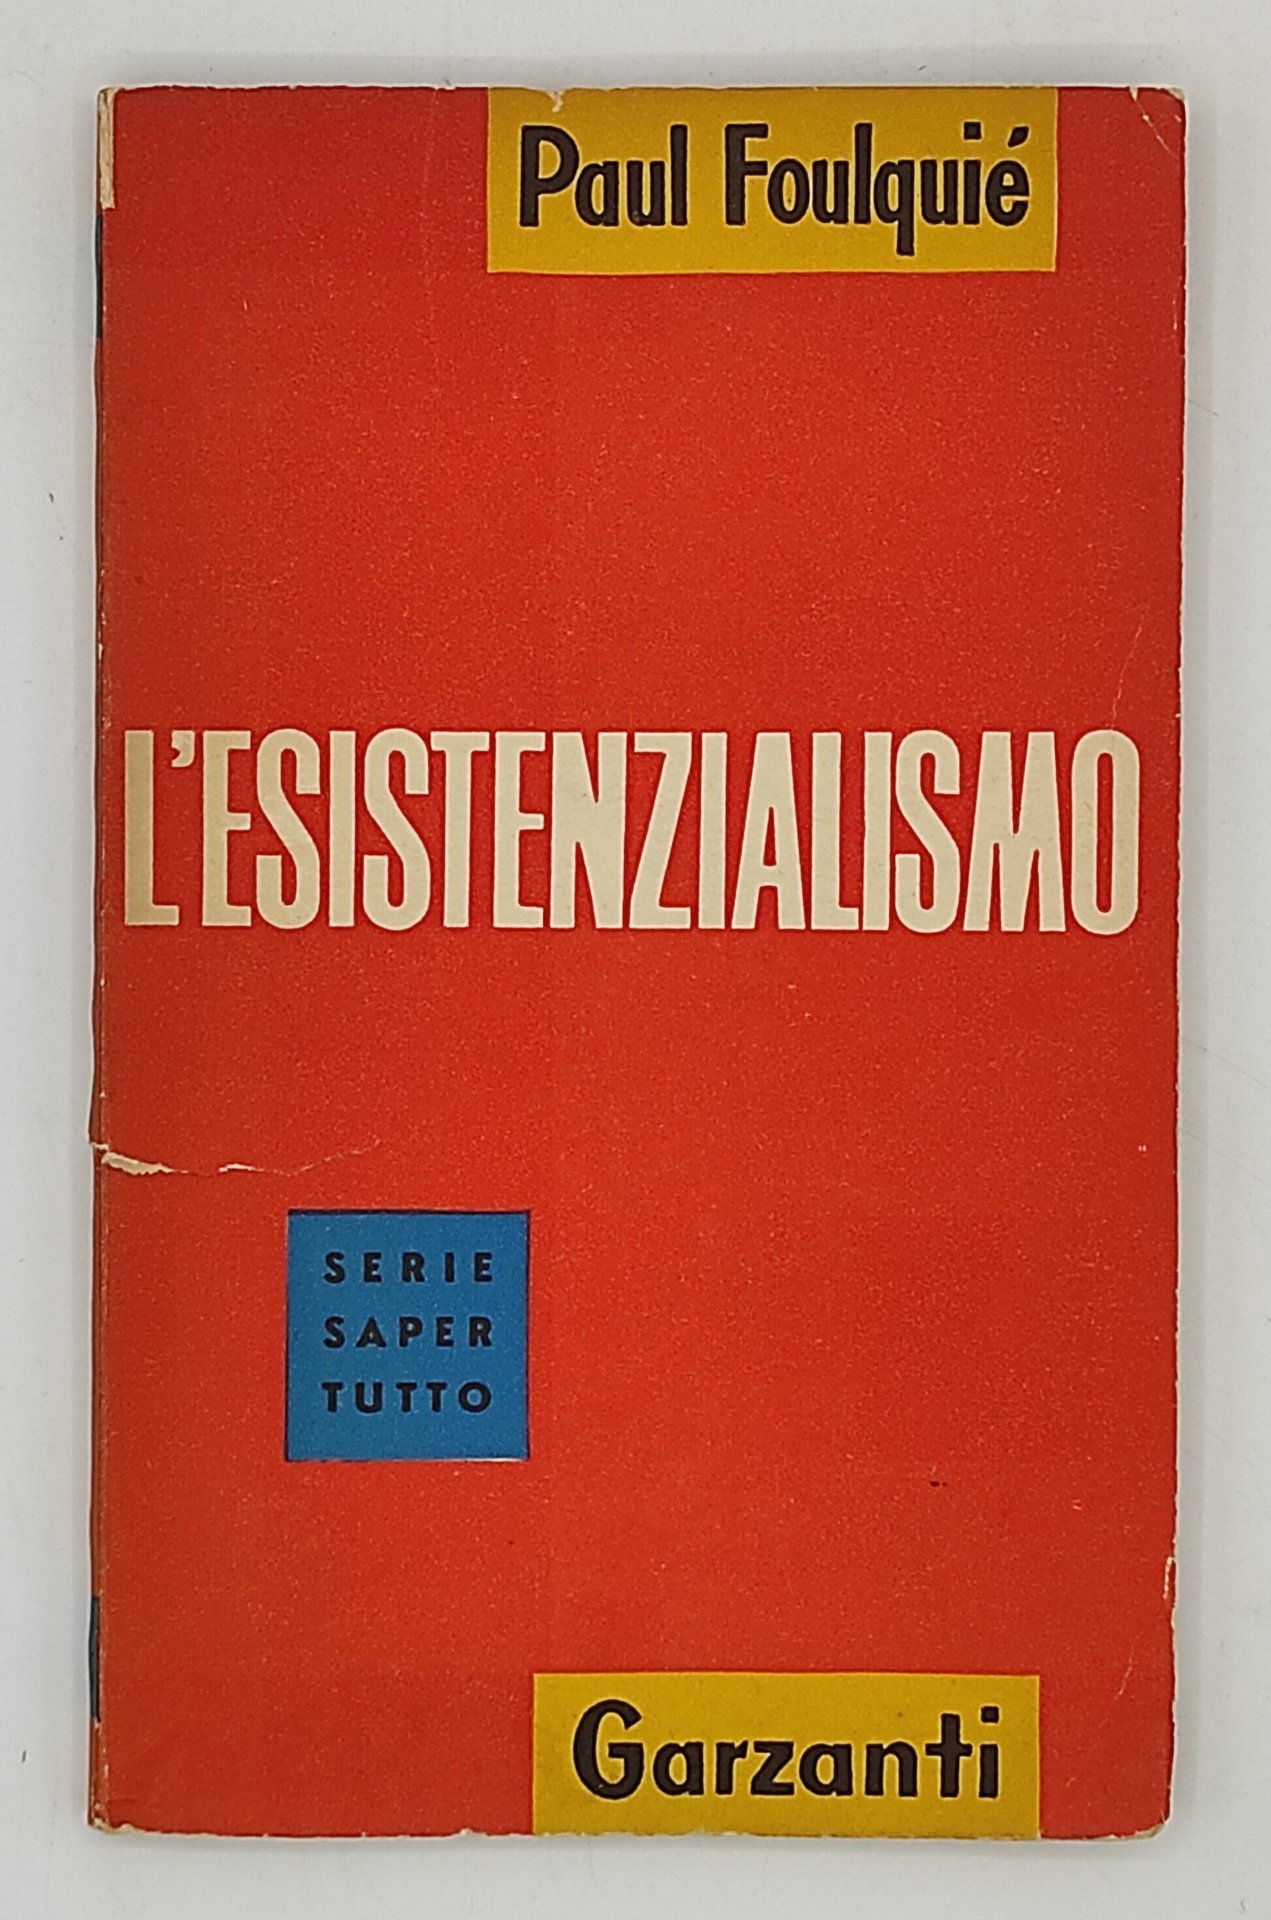 Paul Foulquié
L'ESISTENZIALISMO
SERIE
SAPER
TUTTO
Garzanti